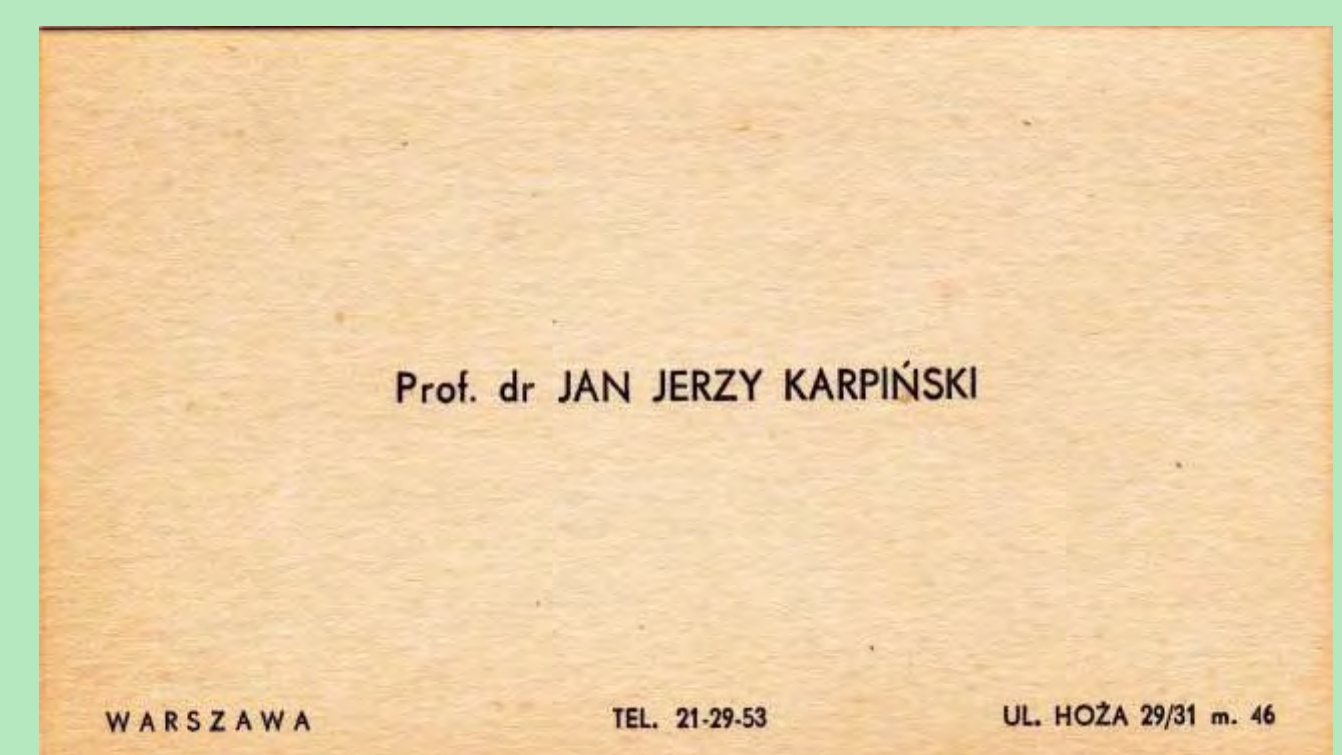 Prof. dr JAN JERZY KARPIŃSKI
WARSZAWA TEL. 21-29-53 UL. HOŻA 29/31 m. 46